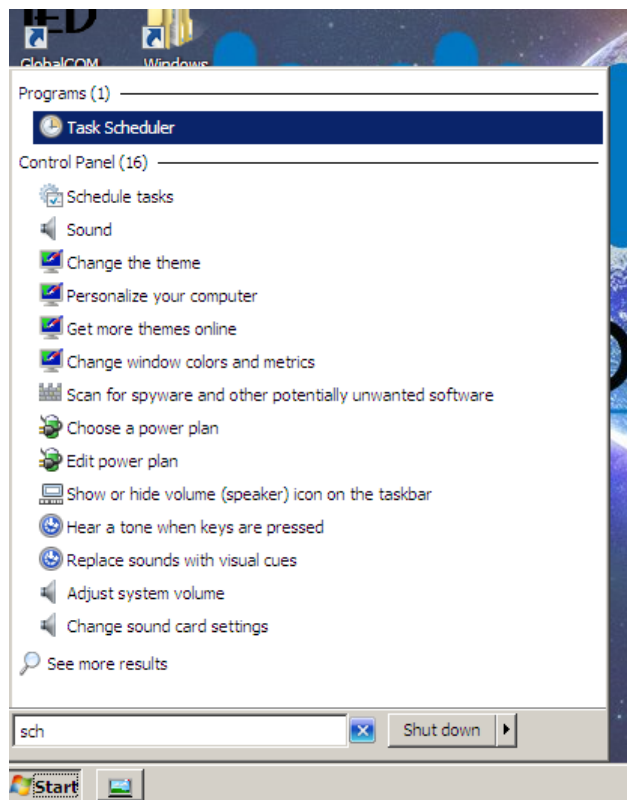 IED
GlobalCOM Windows
Programs (1)
Task Scheduler
Control Panel (16)
Schedule tasks
Sound
Change the theme
Personalize your computer
Get more themes online
Change window colors and metrics
Scan for spyware and other potentially unwanted software
Choose a power plan
Edit power plan
Show or hide volume (speaker) icon on the taskbar
Hear a tone when keys are pressed
Replace sounds with visual cues
Adjust system volume
Change sound card settings
See more results
sch
Shut down
Start